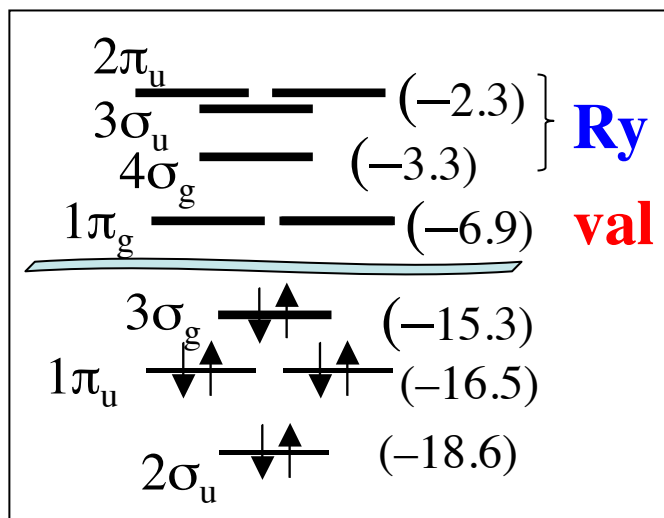 2πu (−2.3)
3σu Ry
4σg (−3.3)
1πg (−6.9) val
3σg (−15.3)
1πu (−16.5)
2σu (−18.6)